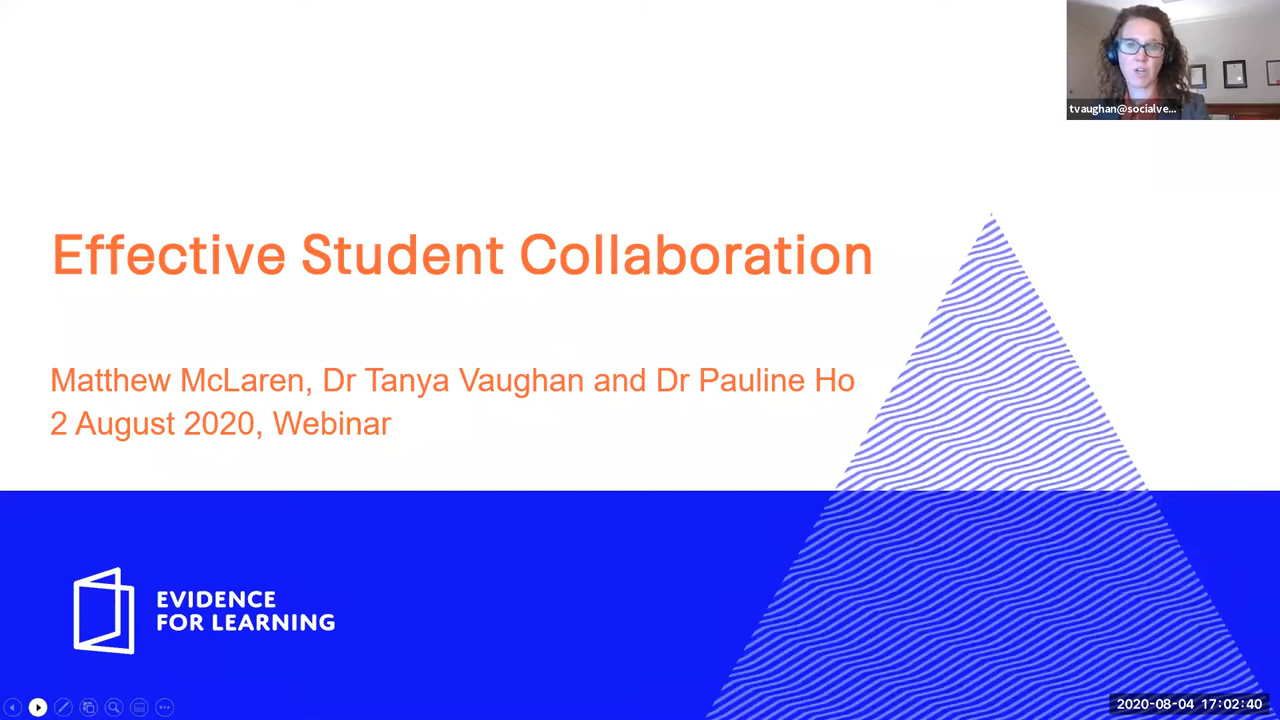 tvaughan@socialve...
Effective Student Collaboration
Matthew McLaren, Dr Tanya Vaughan and Dr Pauline Ho
2 August 2020, Webinar
EVIDENCE
FOR LEARNING
2020-08-04 17:02:40